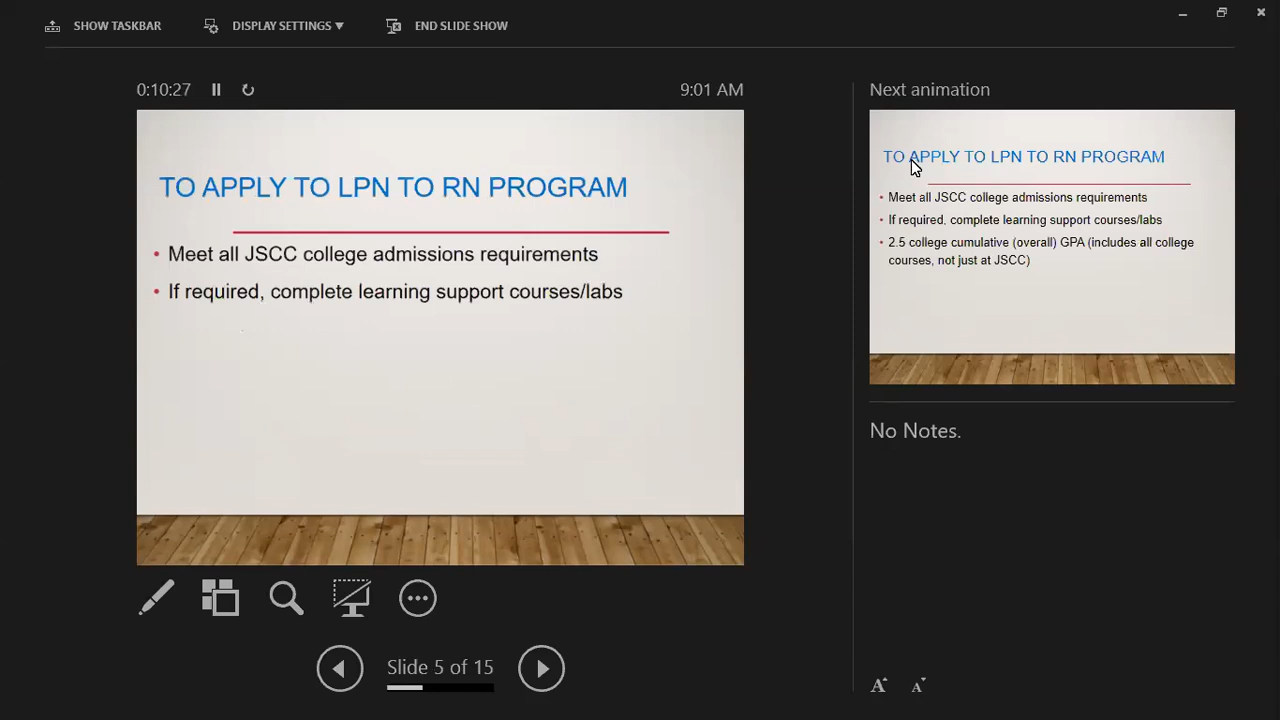 SHOW TASKBAR
DISPLAY SETTINGS ▼
END SLIDE SHOW
0:10:27
9:01 AM
TO APPLY TO LPN TO RN PROGRAM
• Meet all JSCC college admissions requirements
• If required, complete learning support courses/labs
Slide 5 of 15
Next animation
TO APPLY TO LPN TO RN PROGRAM
• Meet all JSCC college admissions requirements
• If required, complete learning support courses/labs
• 2.5 college cumulative (overall) GPA (includes all college
courses, not just at JSCC)
No Notes.
A A